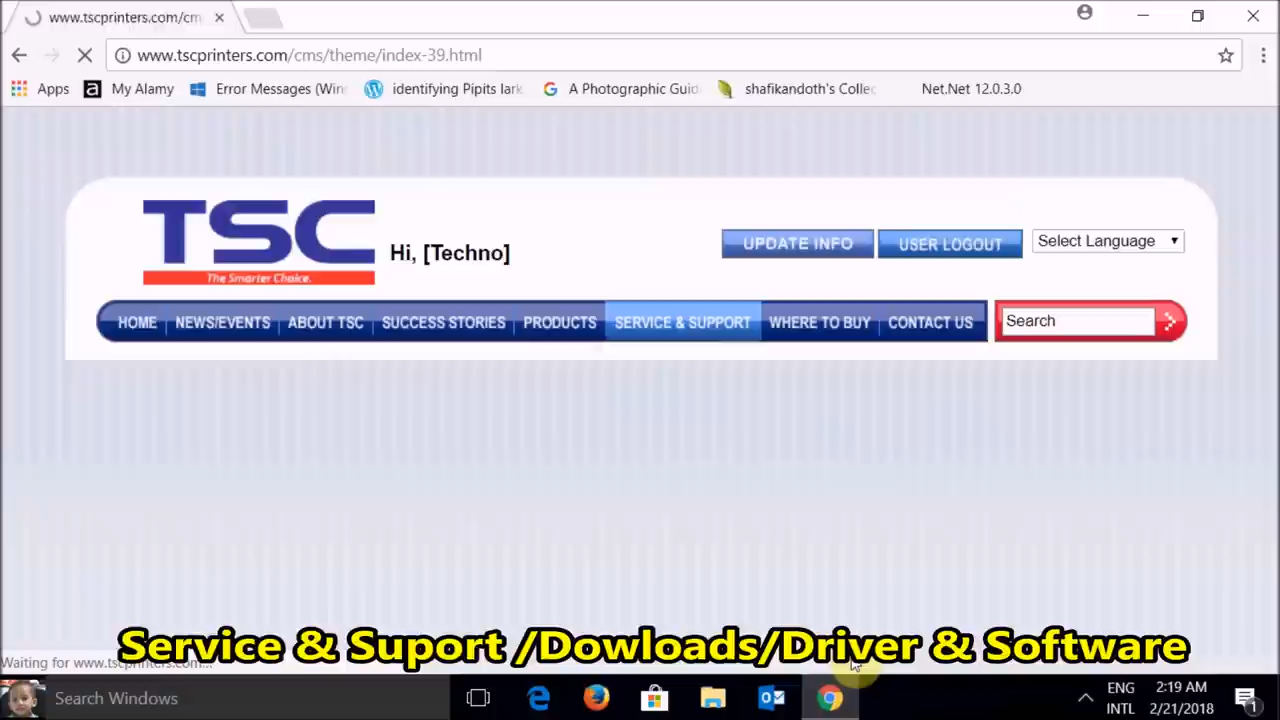 www.tscprinters.com/cm
www.tscprinters.com/cms/theme/index-39.html
Apps My Alamy Error Messages (Win identifying Pipits lark A Photographic Guid shafikandoth's Collec Net.Net 12.0.3.0
TSC
The Smarter Choice.
Hi, [Techno]
UPDATE INFO USER LOGOUT Select Language
HOME NEWS/EVENTS ABOUT TSC SUCCESS STORIES PRODUCTS SERVICE & SUPPORT WHERE TO BUY CONTACT US Search
Service & Suport /Dowloads/Driver & Software
Waiting for www.tscprinters.com...
Search Windows
ENG 2:19 AM
INTL 2/21/2018 1